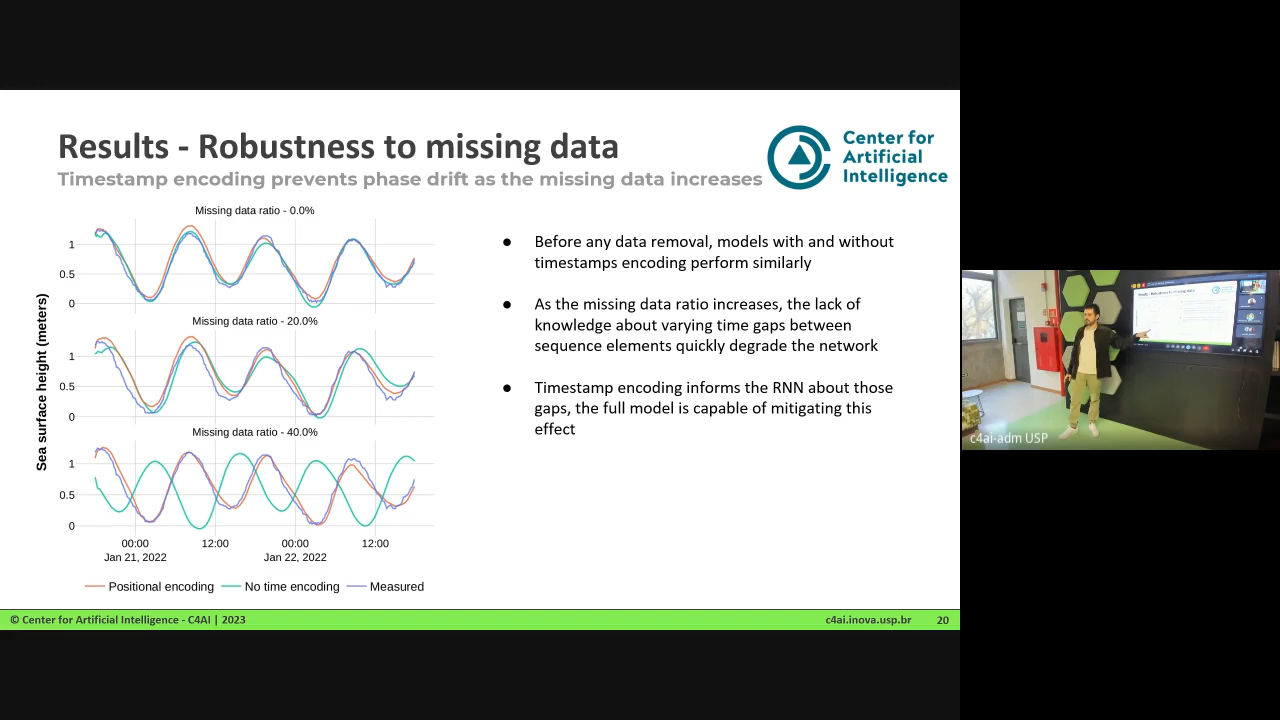 Results - Robustness to missing data
Timestamp encoding prevents phase drift as the missing data increases
Center for
Artificial
Intelligence
Missing data ratio - 0.0%
1
0.5
0
Missing data ratio - 20.0%
1
0.5
0
Missing data ratio - 40.0%
1
0.5
0
Sea surface height (meters)
00:00
12:00
00:00
12:00
Jan 21, 2022
Jan 22, 2022
Positional encoding
No time encoding
Measured
● Before any data removal, models with and without
timestamps encoding perform similarly
● As the missing data ratio increases, the lack of
knowledge about varying time gaps between
sequence elements quickly degrade the network
● Timestamp encoding informs the RNN about those
gaps, the full model is capable of mitigating this
effect
© Center for Artificial Intelligence - C4AI | 2023
c4ai.inova.usp.br
20
c4ai-adm USP